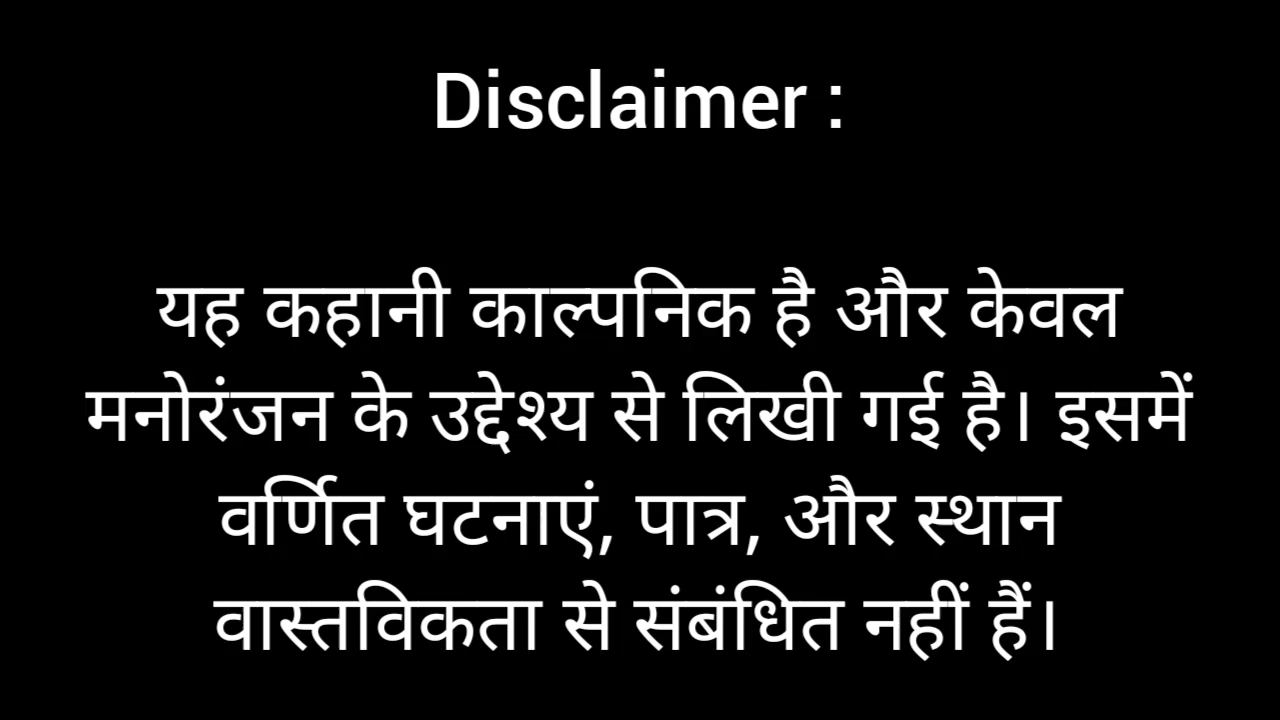 Disclaimer :
यह कहानी काल्पनिक है और केवल
मनोरंजन के उद्देश्य से लिखी गई है। इसमें
वर्णित घटनाएं, पात्र, और स्थान
वास्तविकता से संबंधित नहीं हैं।